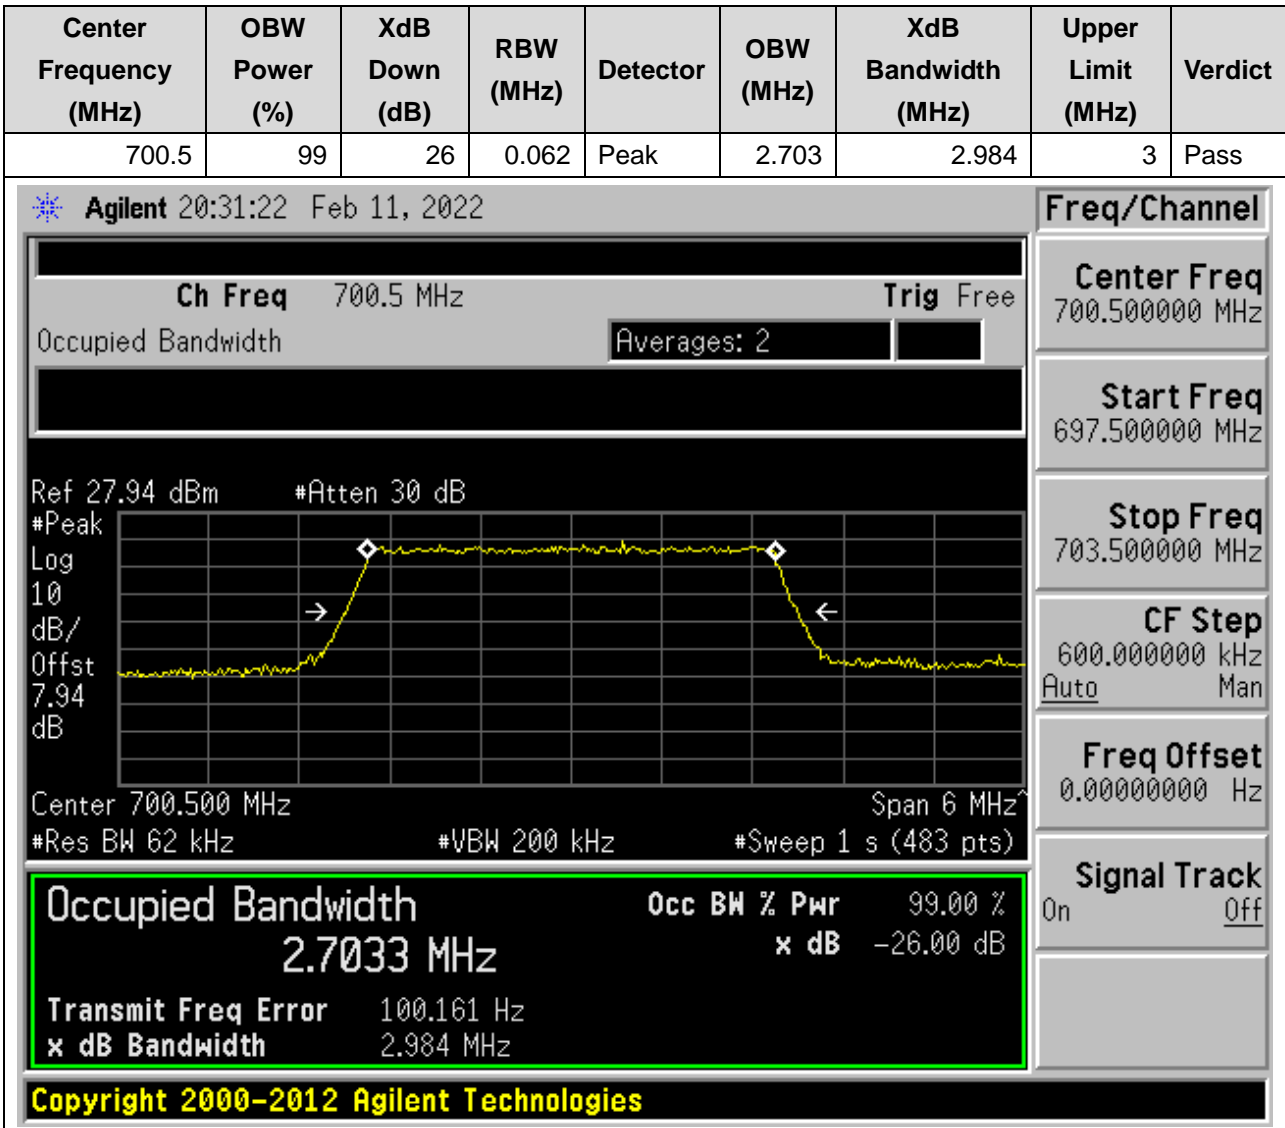 Center Frequency (MHz) OBW Power (%) XdB Down (dB) RBW (MHz) Detector OBW (MHz) XdB Bandwidth (MHz) Upper Limit (MHz) Verdict
700.5 99 26 0.062 Peak 2.703 2.984 3 Pass
Agilent 20:31:22 Feb 11, 2022
Ch Freq 700.5 MHz Trig Free
Occupied Bandwidth Averages: 2
Ref 27.94 dBm #Atten 30 dB
#Peak
Log
10
dB/
Offst
7.94
dB
Center 700.500 MHz Span 6 MHz^
#Res BW 62 kHz #VBW 200 kHz #Sweep 1 s (483 pts)
Occupied Bandwidth Occ BW % Pwr 99.00 %
2.7033 MHz x dB -26.00 dB
Transmit Freq Error 100.161 Hz
x dB Bandwidth 2.984 MHz
Copyright 2000-2012 Agilent Technologies
Freq/Channel
Center Freq
700.500000 MHz
Start Freq
697.500000 MHz
Stop Freq
703.500000 MHz
CF Step
600.000000 kHz
Auto Man
Freq Offset
0.00000000 Hz
Signal Track
On Off